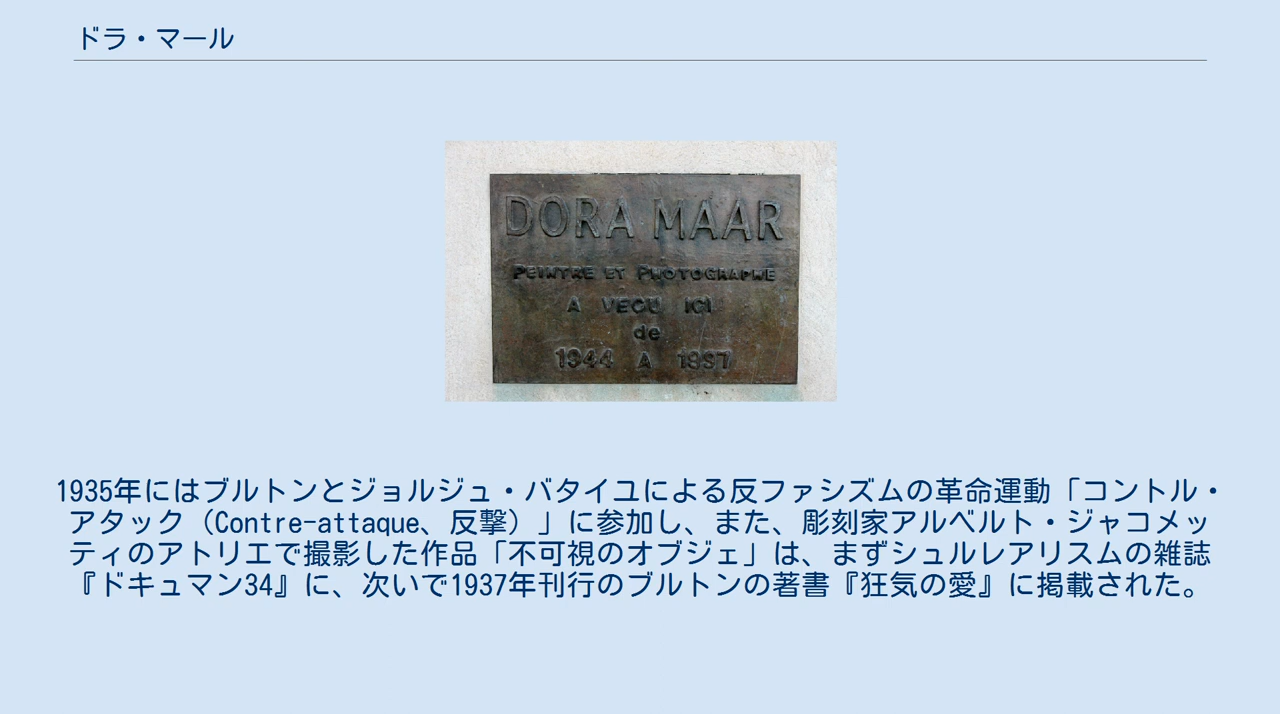 ドラ・マール
DORA MAAR
PEINTRE ET PHOTOGRAPHE
A VECU ICI
de
1944 A 1997
1935年にはブルトンとジョルジュ・バタイユによる反ファシズムの革命運動「コントル・
アタック（Contre-attaque、反撃）」に参加し、また、彫刻家アルベルト・ジャコメッ
ティのアトリエで撮影した作品「不可視のオブジェ」は、まずシュルレアリスムの雑誌
『ドキュマン34』に、次いで1937年刊行のブルトンの著書『狂気の愛』に掲載された。